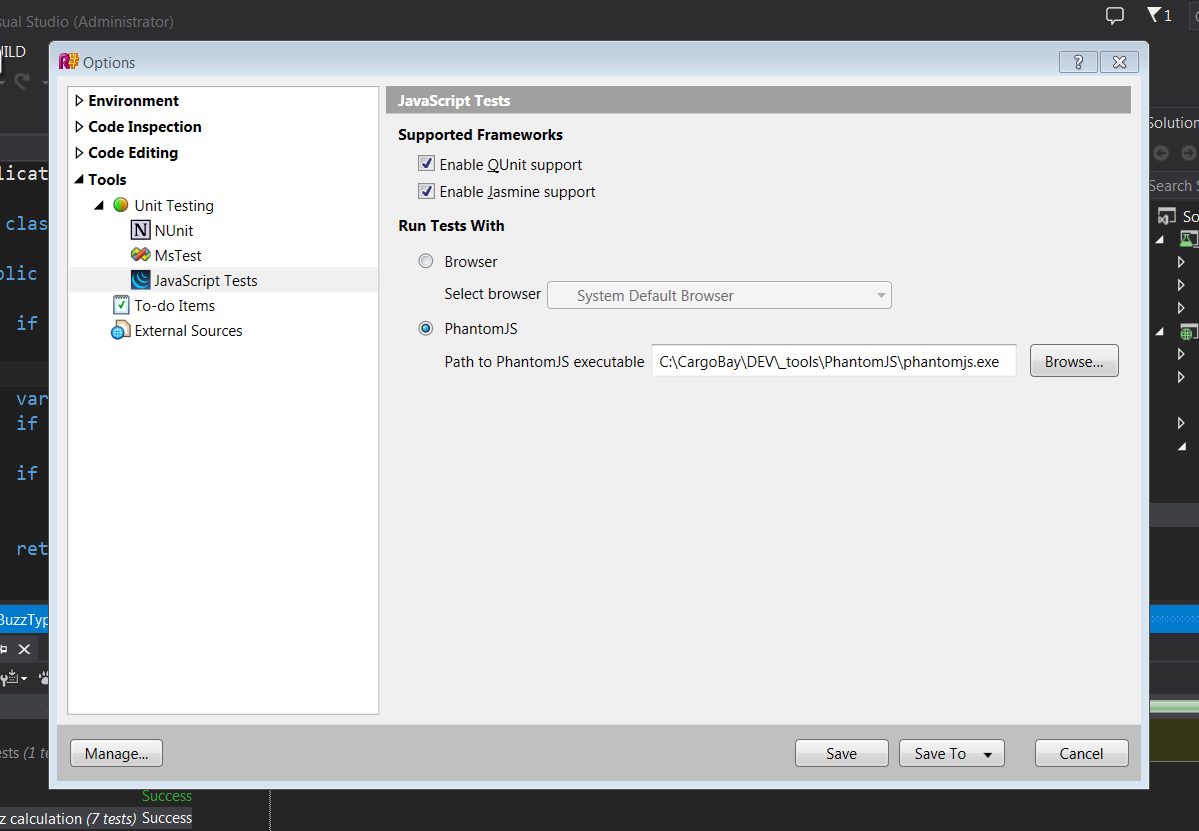 sual Studio (Administrator)
1
UILD
R# Options
?
Environment
Code Inspection
Code Editing
Tools
Unit Testing
N NUnit
MsTest
JavaScript Tests
To-do Items
External Sources
JavaScript Tests
Supported Frameworks
Enable QUnit support
Enable Jasmine support
Run Tests With
Browser
Select browser System Default Browser
PhantomJS
Path to PhantomJS executable C:\CargoBay\DEV\_tools\PhantomJS\phantomjs.exe Browse...
Manage... Save Save To Cancel
licat
clas
blic
if
var
if
if
ret
BuzzTyp
ests (1 te
Success
z calculation (7 tests) Success
Solution
Search S
So